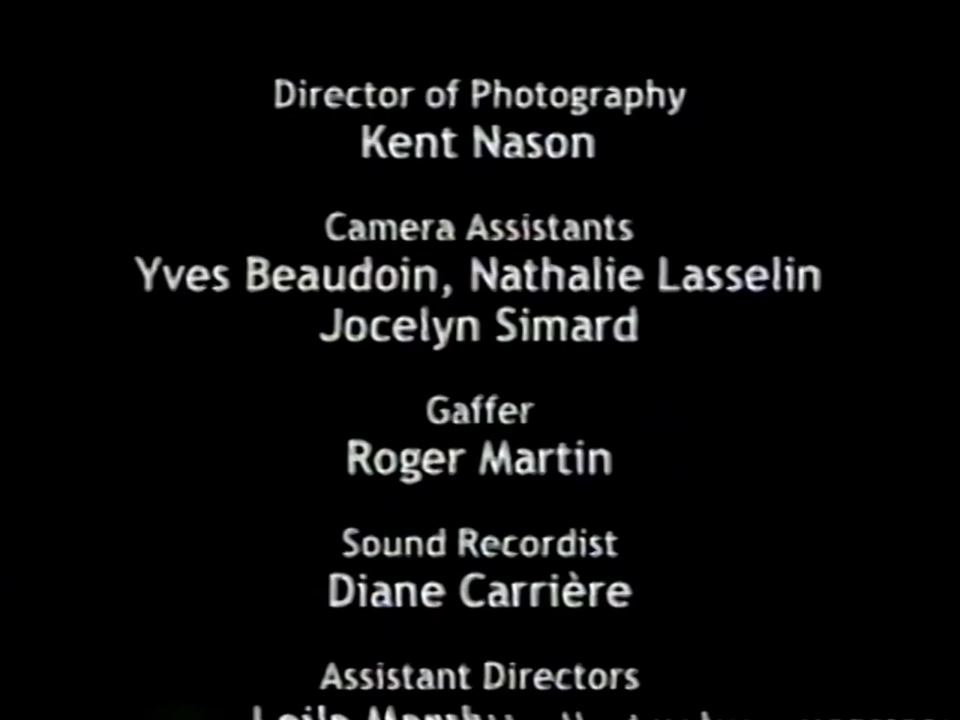 Director of Photography
Kent Nason
Camera Assistants
Yves Beaudoin, Nathalie Lasselin
Jocelyn Simard
Gaffer
Roger Martin
Sound Recordist
Diane Carrière
Assistant Directors